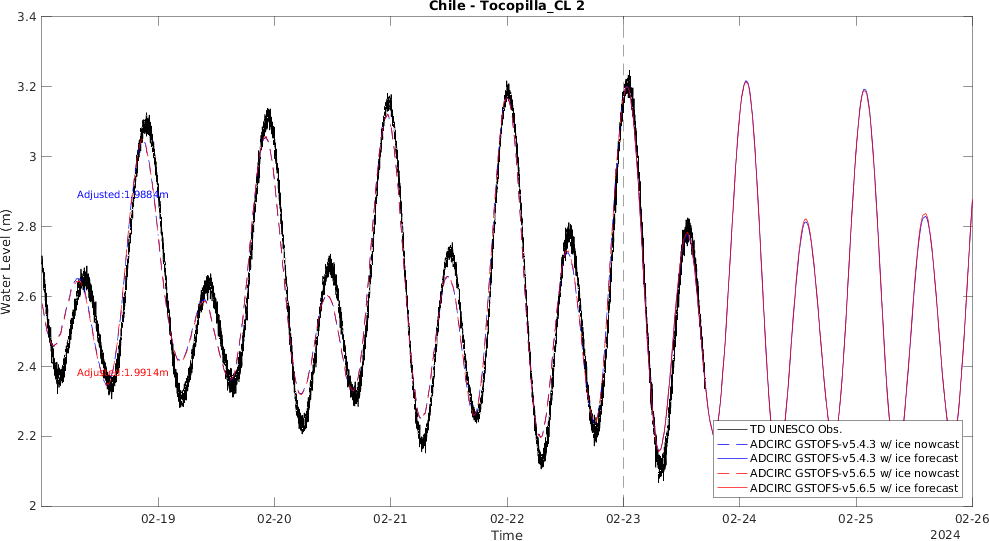 Chile - Tocopilla_CL 2
3.4
3.2
3
2.8
2.6
2.4
2.2
2
Water Level (m)
Adjusted:1.9884m
Adjusted:1.9914m
TD UNESCO Obs.
ADCIRC GSTOFS-v5.4.3 w/ ice nowcast
ADCIRC GSTOFS-v5.4.3 w/ ice forecast
ADCIRC GSTOFS-v5.6.5 w/ ice nowcast
ADCIRC GSTOFS-v5.6.5 w/ ice forecast
02-19 02-20 02-21 02-22 02-23 02-24 02-25 02-26
Time
2024